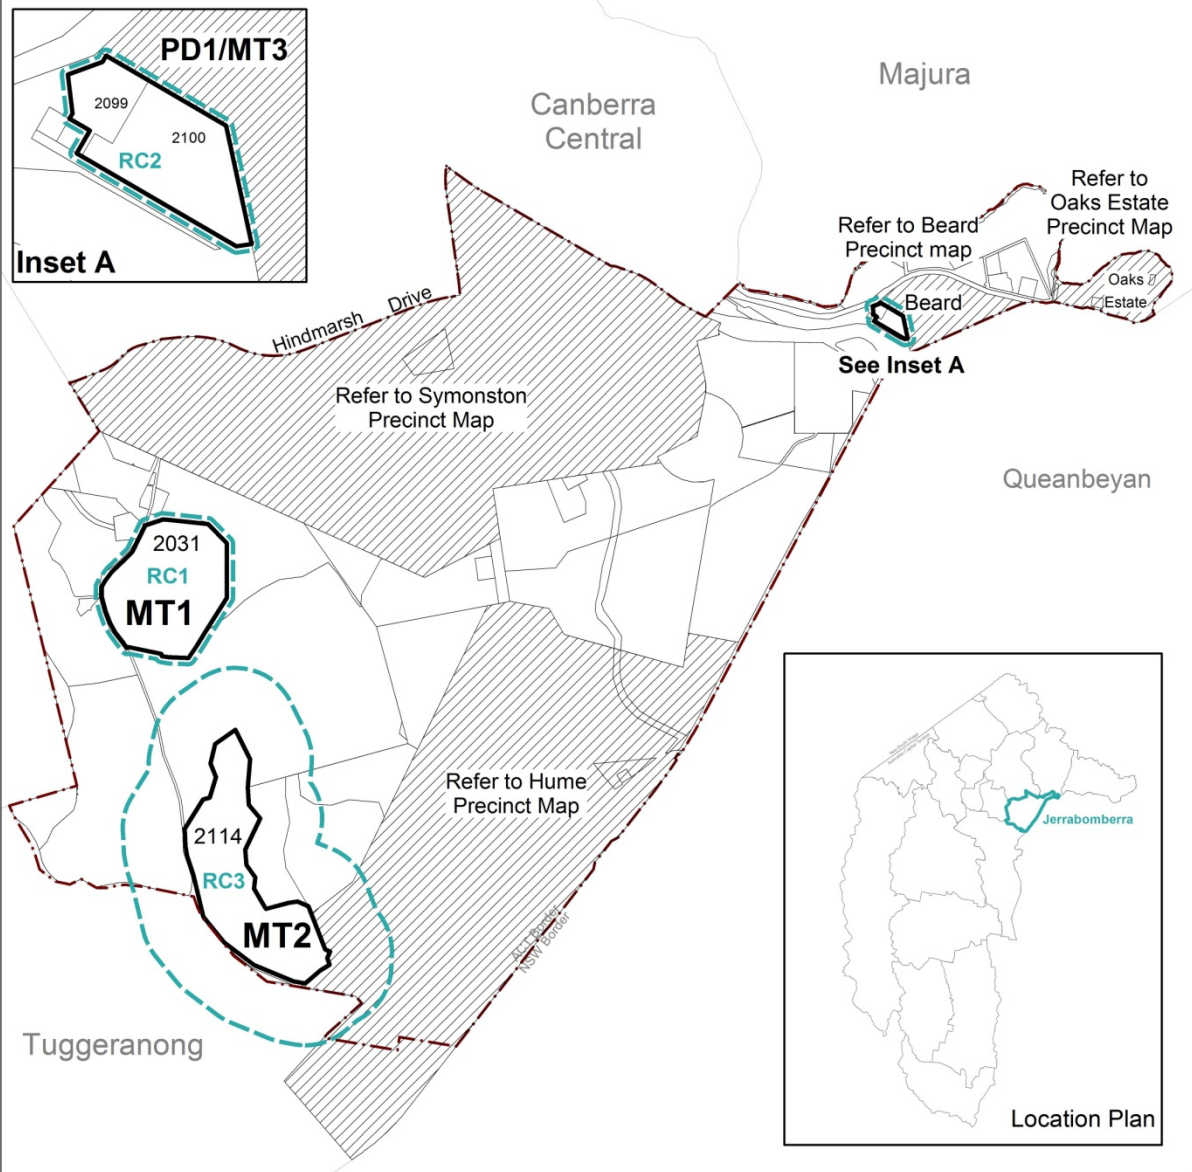 PD1/MT3
2099
2100
RC2
Inset A
Canberra
Central
Majura
Refer to
Oaks Estate
Precinct Map
Refer to Beard
Precinct map
Oaks
Estate
Beard
See Inset A
Hindmarsh Drive
Refer to Symonston
Precinct Map
Queanbeyan
2031
RC1
MT1
Refer to Hume
Precinct Map
2114
RC3
MT2
ACT Border
NSW Border
Tuggeranong
Jerrabomberra
Location Plan